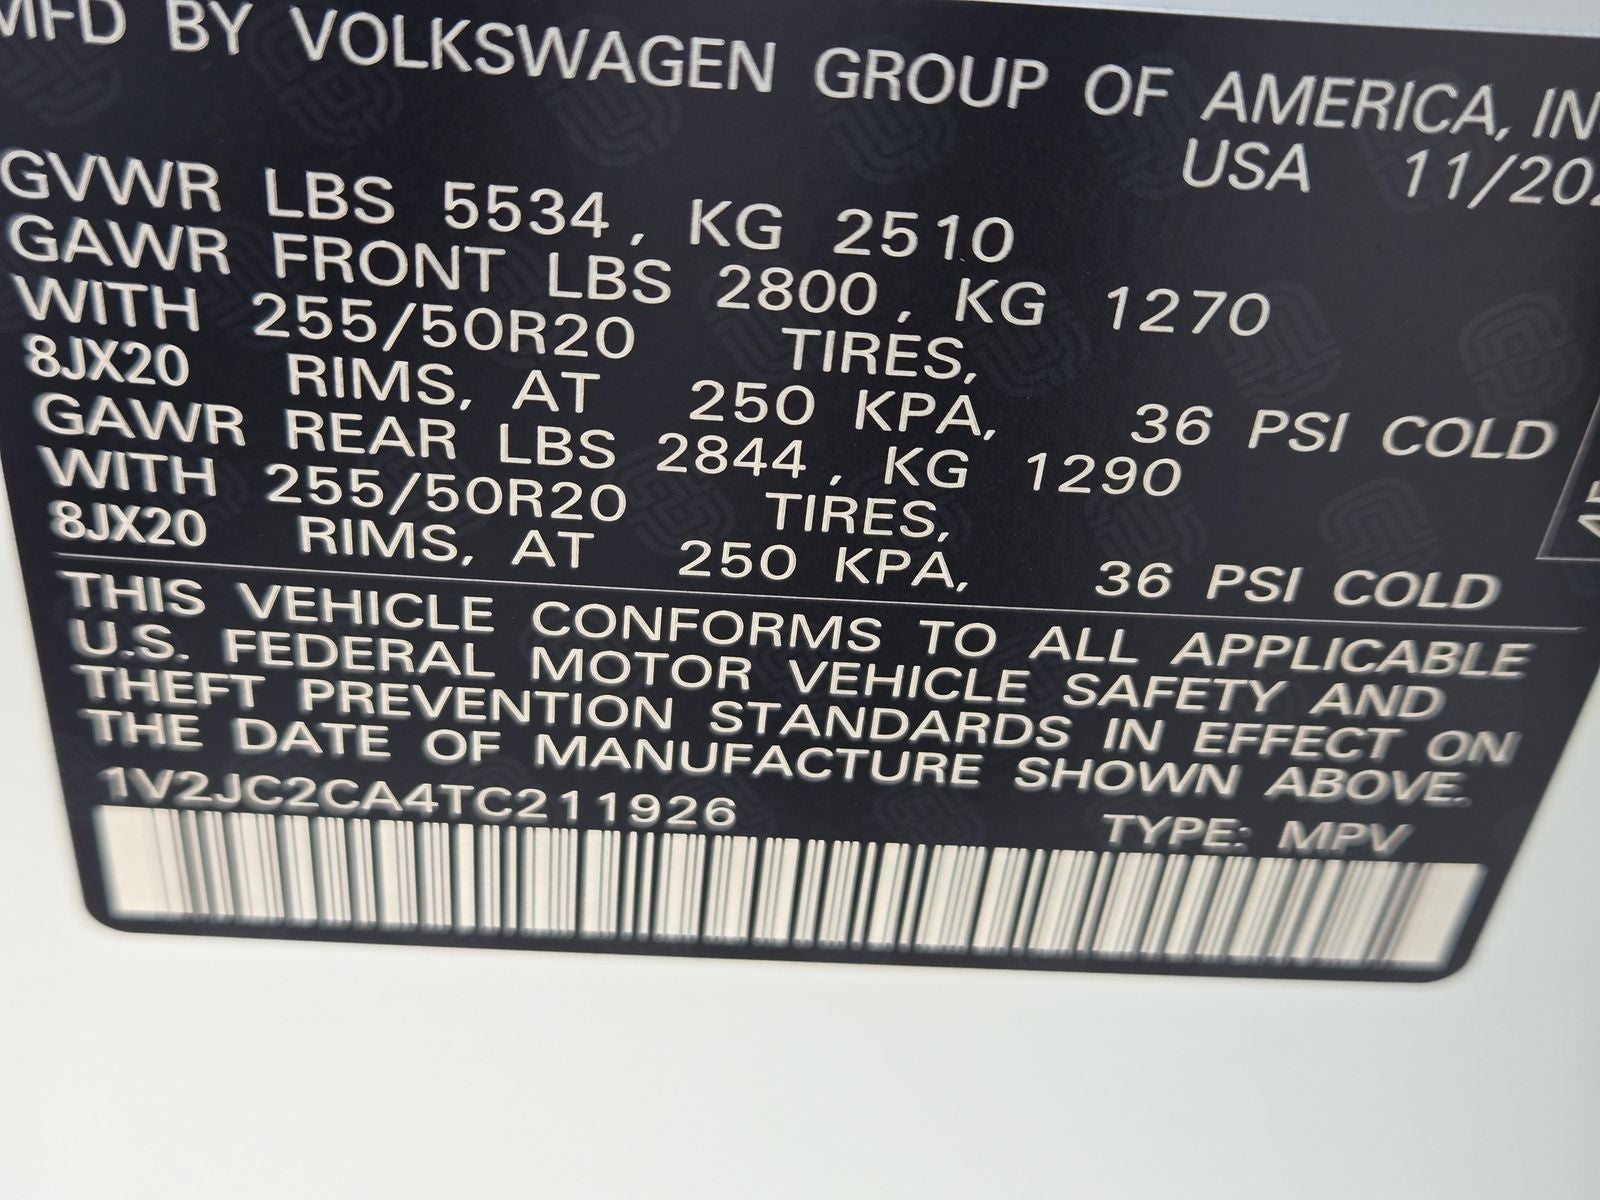 MFD BY VOLKSWAGEN GROUP OF AMERICA, IN
USA 11/202
GVWR LBS 5534, KG 2510
GAWR FRONT LBS 2800, KG 1270
WITH 255/50R20 TIRES,
8JX20 RIMS, AT 250 KPA, 36 PSI COLD
GAWR REAR LBS 2844, KG 1290
WITH 255/50R20 TIRES,
8JX20 RIMS, AT 250 KPA, 36 PSI COLD
THIS VEHICLE CONFORMS TO ALL APPLICABLE
U.S. FEDERAL MOTOR VEHICLE SAFETY AND
THEFT PREVENTION STANDARDS IN EFFECT ON
THE DATE OF MANUFACTURE SHOWN ABOVE.
1V2JC2CA4TC211926
TYPE: MPV